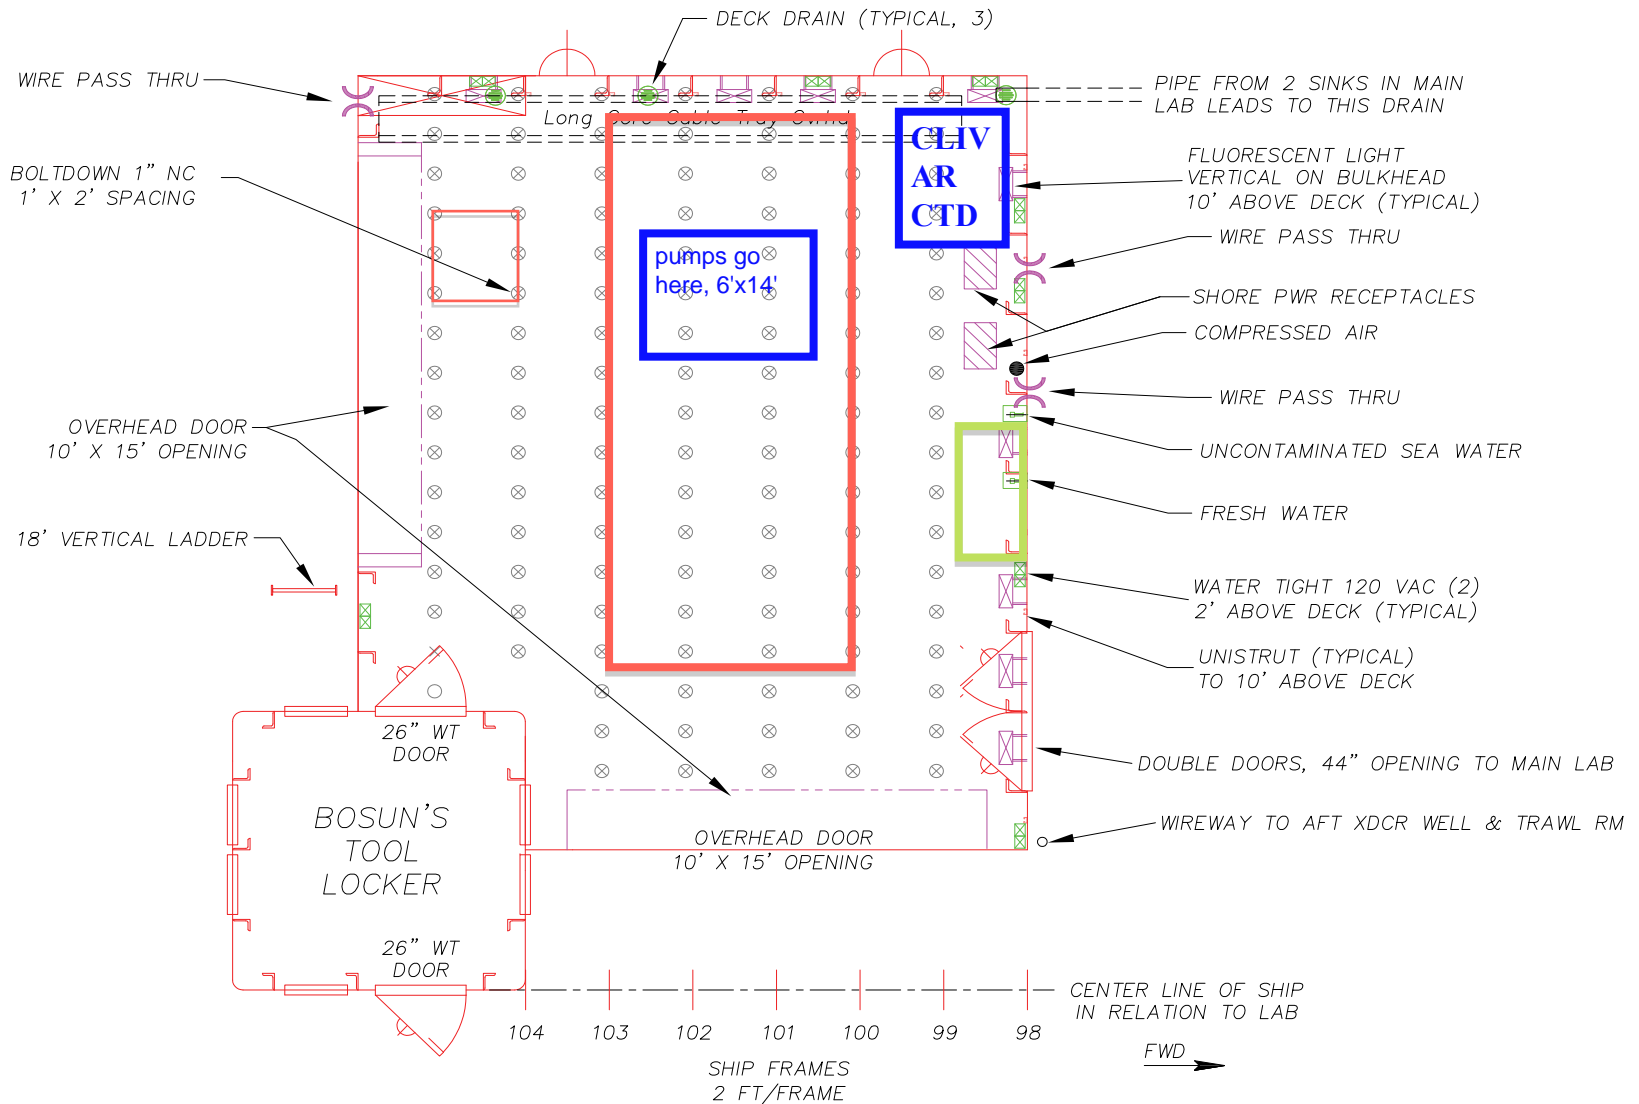 DECK DRAIN (TYPICAL, 3)
WIRE PASS THRU
PIPE FROM 2 SINKS IN MAIN
LAB LEADS TO THIS DRAIN
Long Core Cable Tray Ovhd
CLIV
AR
CTD
FLUORESCENT LIGHT
VERTICAL ON BULKHEAD
10' ABOVE DECK (TYPICAL)
BOLTDOWN 1" NC
1' X 2' SPACING
WIRE PASS THRU
pumps go
here, 6'x14'
SHORE PWR RECEPTACLES
COMPRESSED AIR
WIRE PASS THRU
OVERHEAD DOOR
10' X 15' OPENING
UNCONTAMINATED SEA WATER
FRESH WATER
18' VERTICAL LADDER
WATER TIGHT 120 VAC (2)
2' ABOVE DECK (TYPICAL)
UNISTRUT (TYPICAL)
TO 10' ABOVE DECK
26" WT
DOOR
DOUBLE DOORS, 44" OPENING TO MAIN LAB
BOSUN'S
TOOL
LOCKER
OVERHEAD DOOR
10' X 15' OPENING
WIREWAY TO AFT XDCR WELL & TRAWL RM
26" WT
DOOR
CENTER LINE OF SHIP
IN RELATION TO LAB
104 103 102 101 100 99 98
FWD
SHIP FRAMES
2 FT/FRAME